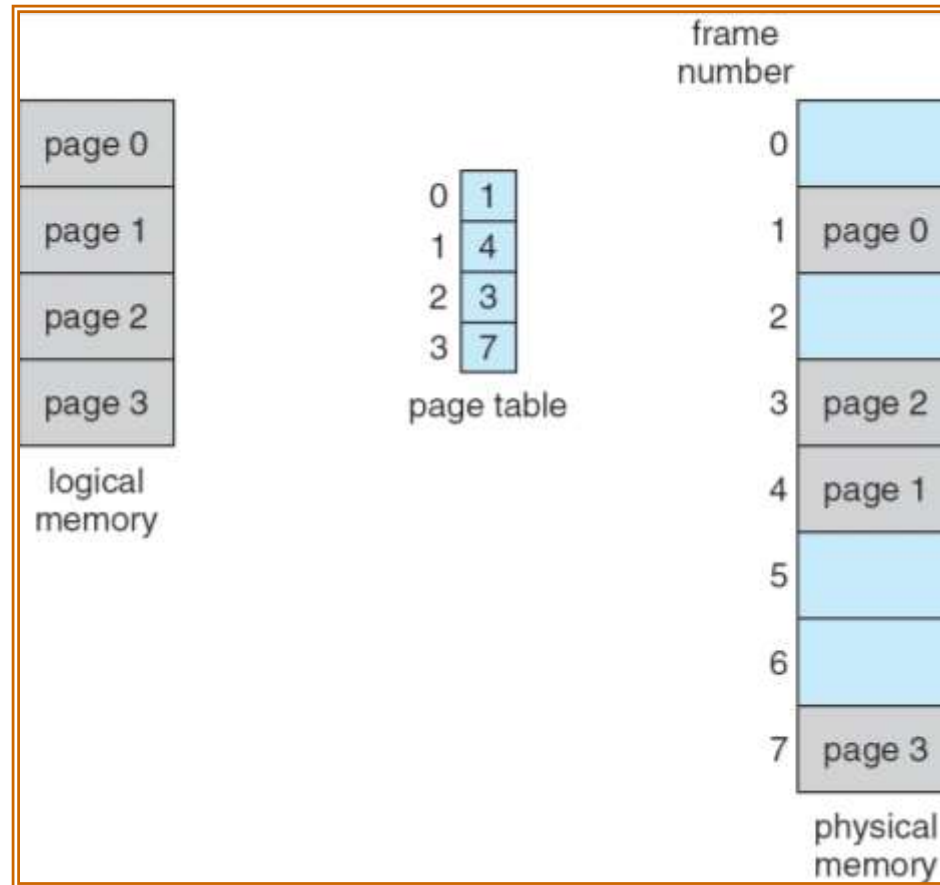 frame
number
page 0
page 1
page 2
page 3
logical
memory
0 1
1 4
2 3
3 7
page table
0
1 page 0
2
3 page 2
4 page 1
5
6
7 page 3
physical
memory